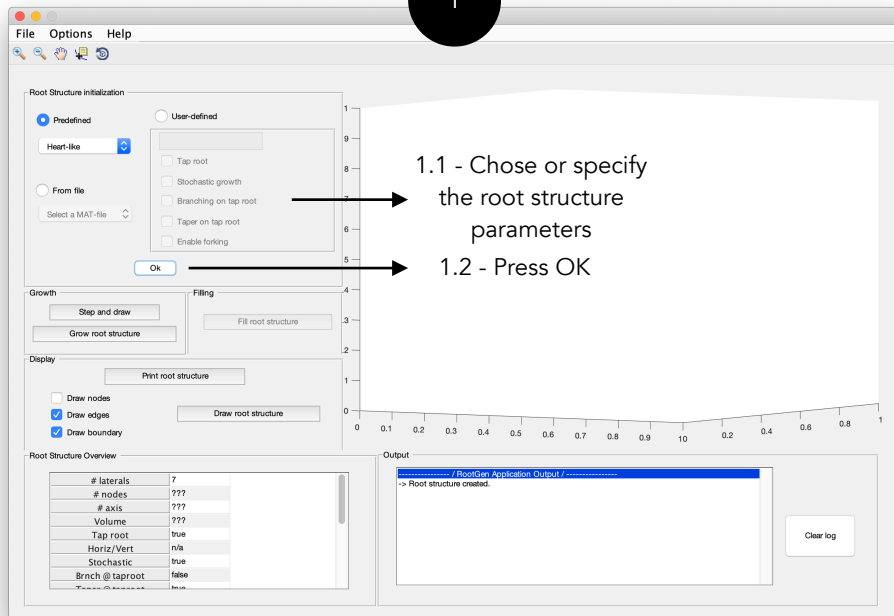 1
File Options Help
Root Structure initialization
Predefined
User-defined
Heart-like
Tap root
Stochastic growth
From file
Branching on tap root
Select a MAT-file
Taper on tap root
Enable forking
Ok
1.1 - Chose or specify
the root structure
parameters
1.2 - Press OK
Growth
Filling
Step and draw
Fill root structure
Grow root structure
Display
Print root structure
Draw nodes
Draw edges
Draw root structure
Draw boundary
1
9
8
7
6
5
.4
.3
.2
1
0
0 0.1 0.2 0.3 0.4 0.5 0.6 0.7 0.8 0.9 10 0.2 0.4 0.6 0.8 1
Root Structure Overview
# laterals 7
# nodes ???
# axis ???
Volume ???
Tap root true
Horiz/Vert n/a
Stochastic true
Brnch @ taproot false
Output
---------------- / RootGen Application Output / ----------------
-> Root structure created.
Clear log